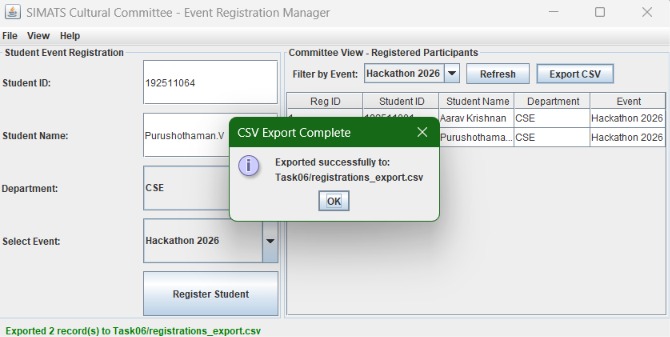 SIMATS Cultural Committee - Event Registration Manager
File View Help
Student Event Registration
Student ID:
192511064
Student Name:
Purushothaman.V
Department:
CSE
Select Event:
Hackathon 2026
Register Student
Committee View - Registered Participants
Filter by Event: Hackathon 2026 Refresh Export CSV
Reg ID Student ID Student Name Department Event
Aarav Krishnan CSE Hackathon 2026
Purushothama... CSE Hackathon 2026
CSV Export Complete
Exported successfully to:
Task06/registrations_export.csv
OK
Exported 2 record(s) to Task06/registrations_export.csv